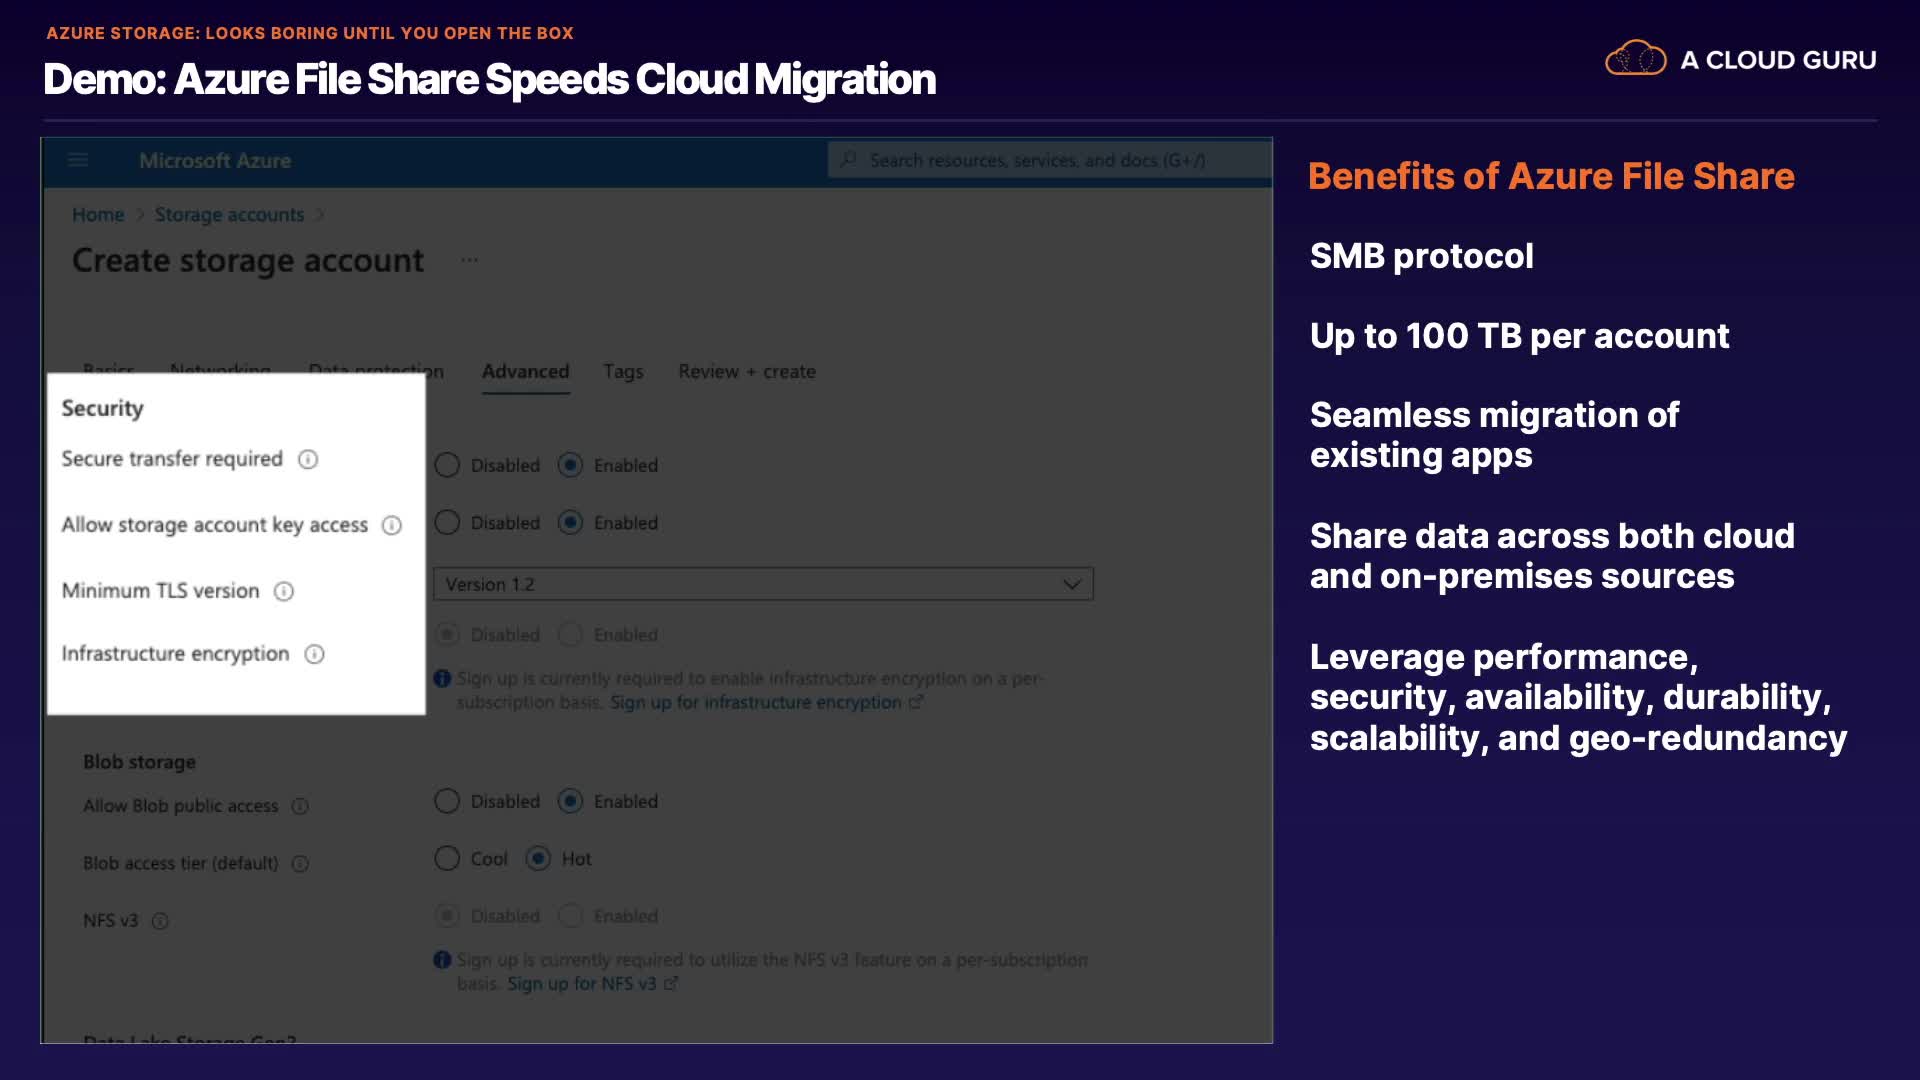 AZURE STORAGE: LOOKS BORING UNTIL YOU OPEN THE BOX
Demo: Azure File Share Speeds Cloud Migration
A CLOUD GURU
Microsoft Azure
Search resources, services, and docs (G+/)
Home > Storage accounts >
Create storage account ...
Basics Networking Data protection Advanced Tags Review + create
Security
Secure transfer required Disabled Enabled
Allow storage account key access Disabled Enabled
Minimum TLS version Version 1.2
Infrastructure encryption Disabled Enabled
Sign up is currently required to enable infrastructure encryption on a per-
subscription basis. Sign up for infrastructure encryption
Blob storage
Allow Blob public access Disabled Enabled
Blob access tier (default) Cool Hot
NFS v3 Disabled Enabled
Sign up is currently required to utilize the NFS v3 feature on a per-subscription
basis. Sign up for NFS v3
Data Lake Storage Gen2
Benefits of Azure File Share
SMB protocol
Up to 100 TB per account
Seamless migration of
existing apps
Share data across both cloud
and on-premises sources
Leverage performance,
security, availability, durability,
scalability, and geo-redundancy